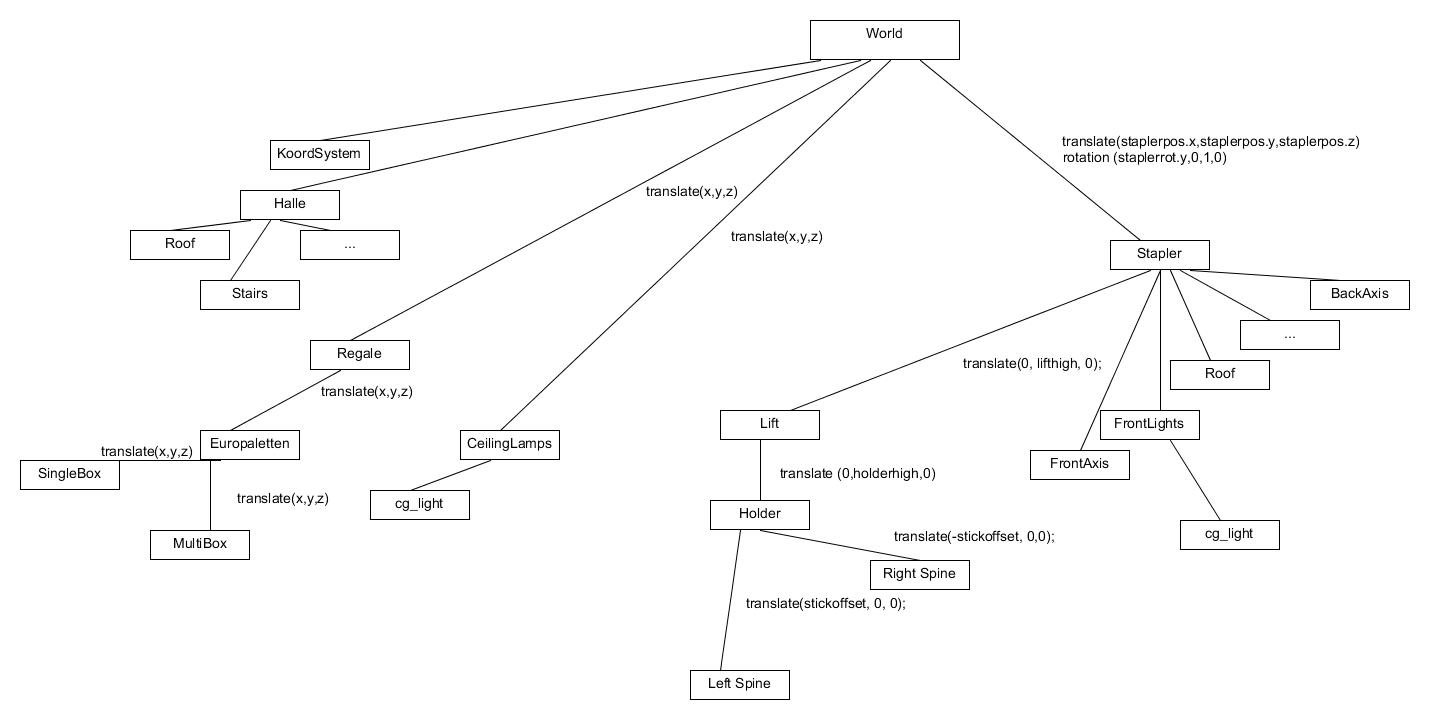 World
translate(staplerpos.x,staplerpos.y,staplerpos.z)
rotation (staplerrot.y,0,1,0)
KoordSystem
translate(x,y,z)
Halle
translate(x,y,z)
Roof
...
Stapler
Stairs
BackAxis
...
Regale
translate(0, lifthigh, 0);
Roof
translate(x,y,z)
Lift
FrontLights
Europaletten
CeilingLamps
translate(x,y,z)
FrontAxis
SingleBox
translate (0,holderhigh,0)
translate(x,y,z)
cg_light
Holder
MultiBox
translate(-stickoffset, 0,0);
cg_light
Right Spine
translate(stickoffset, 0, 0);
Left Spine